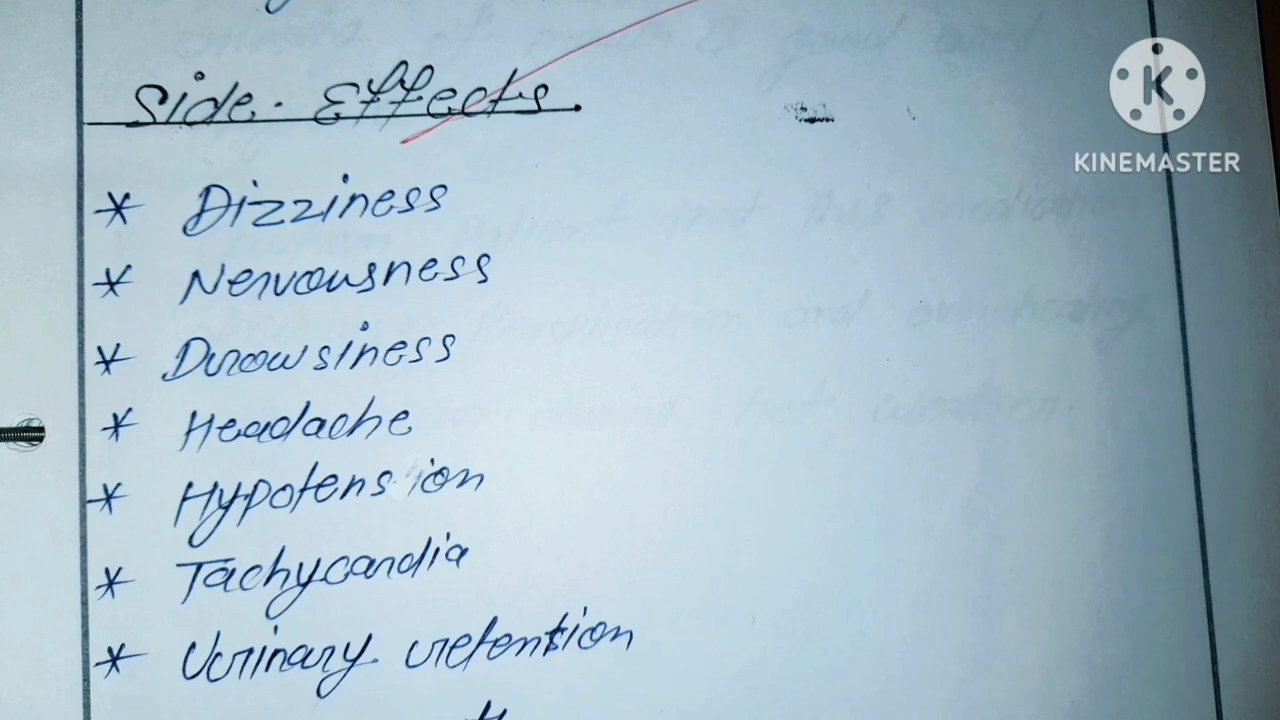 Side. Effects.
KINEMASTER
* Dizziness
* Nervousness
* Drowsiness
* Headache
* Hypotension
* Tachycardia
* Urinary retention